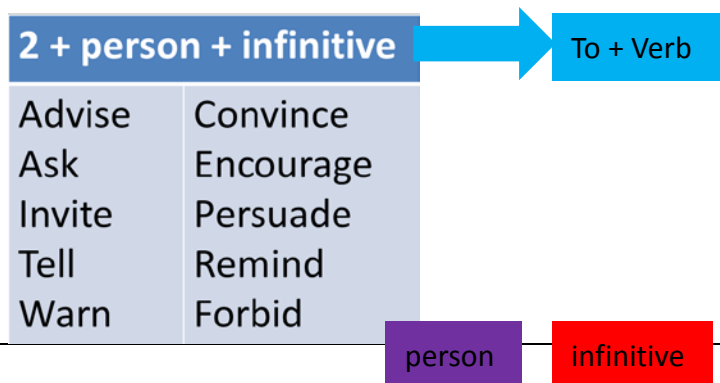 2 + person + infinitive
To + Verb
Advise Convince
Ask Encourage
Invite Persuade
Tell Remind
Warn Forbid
person infinitive